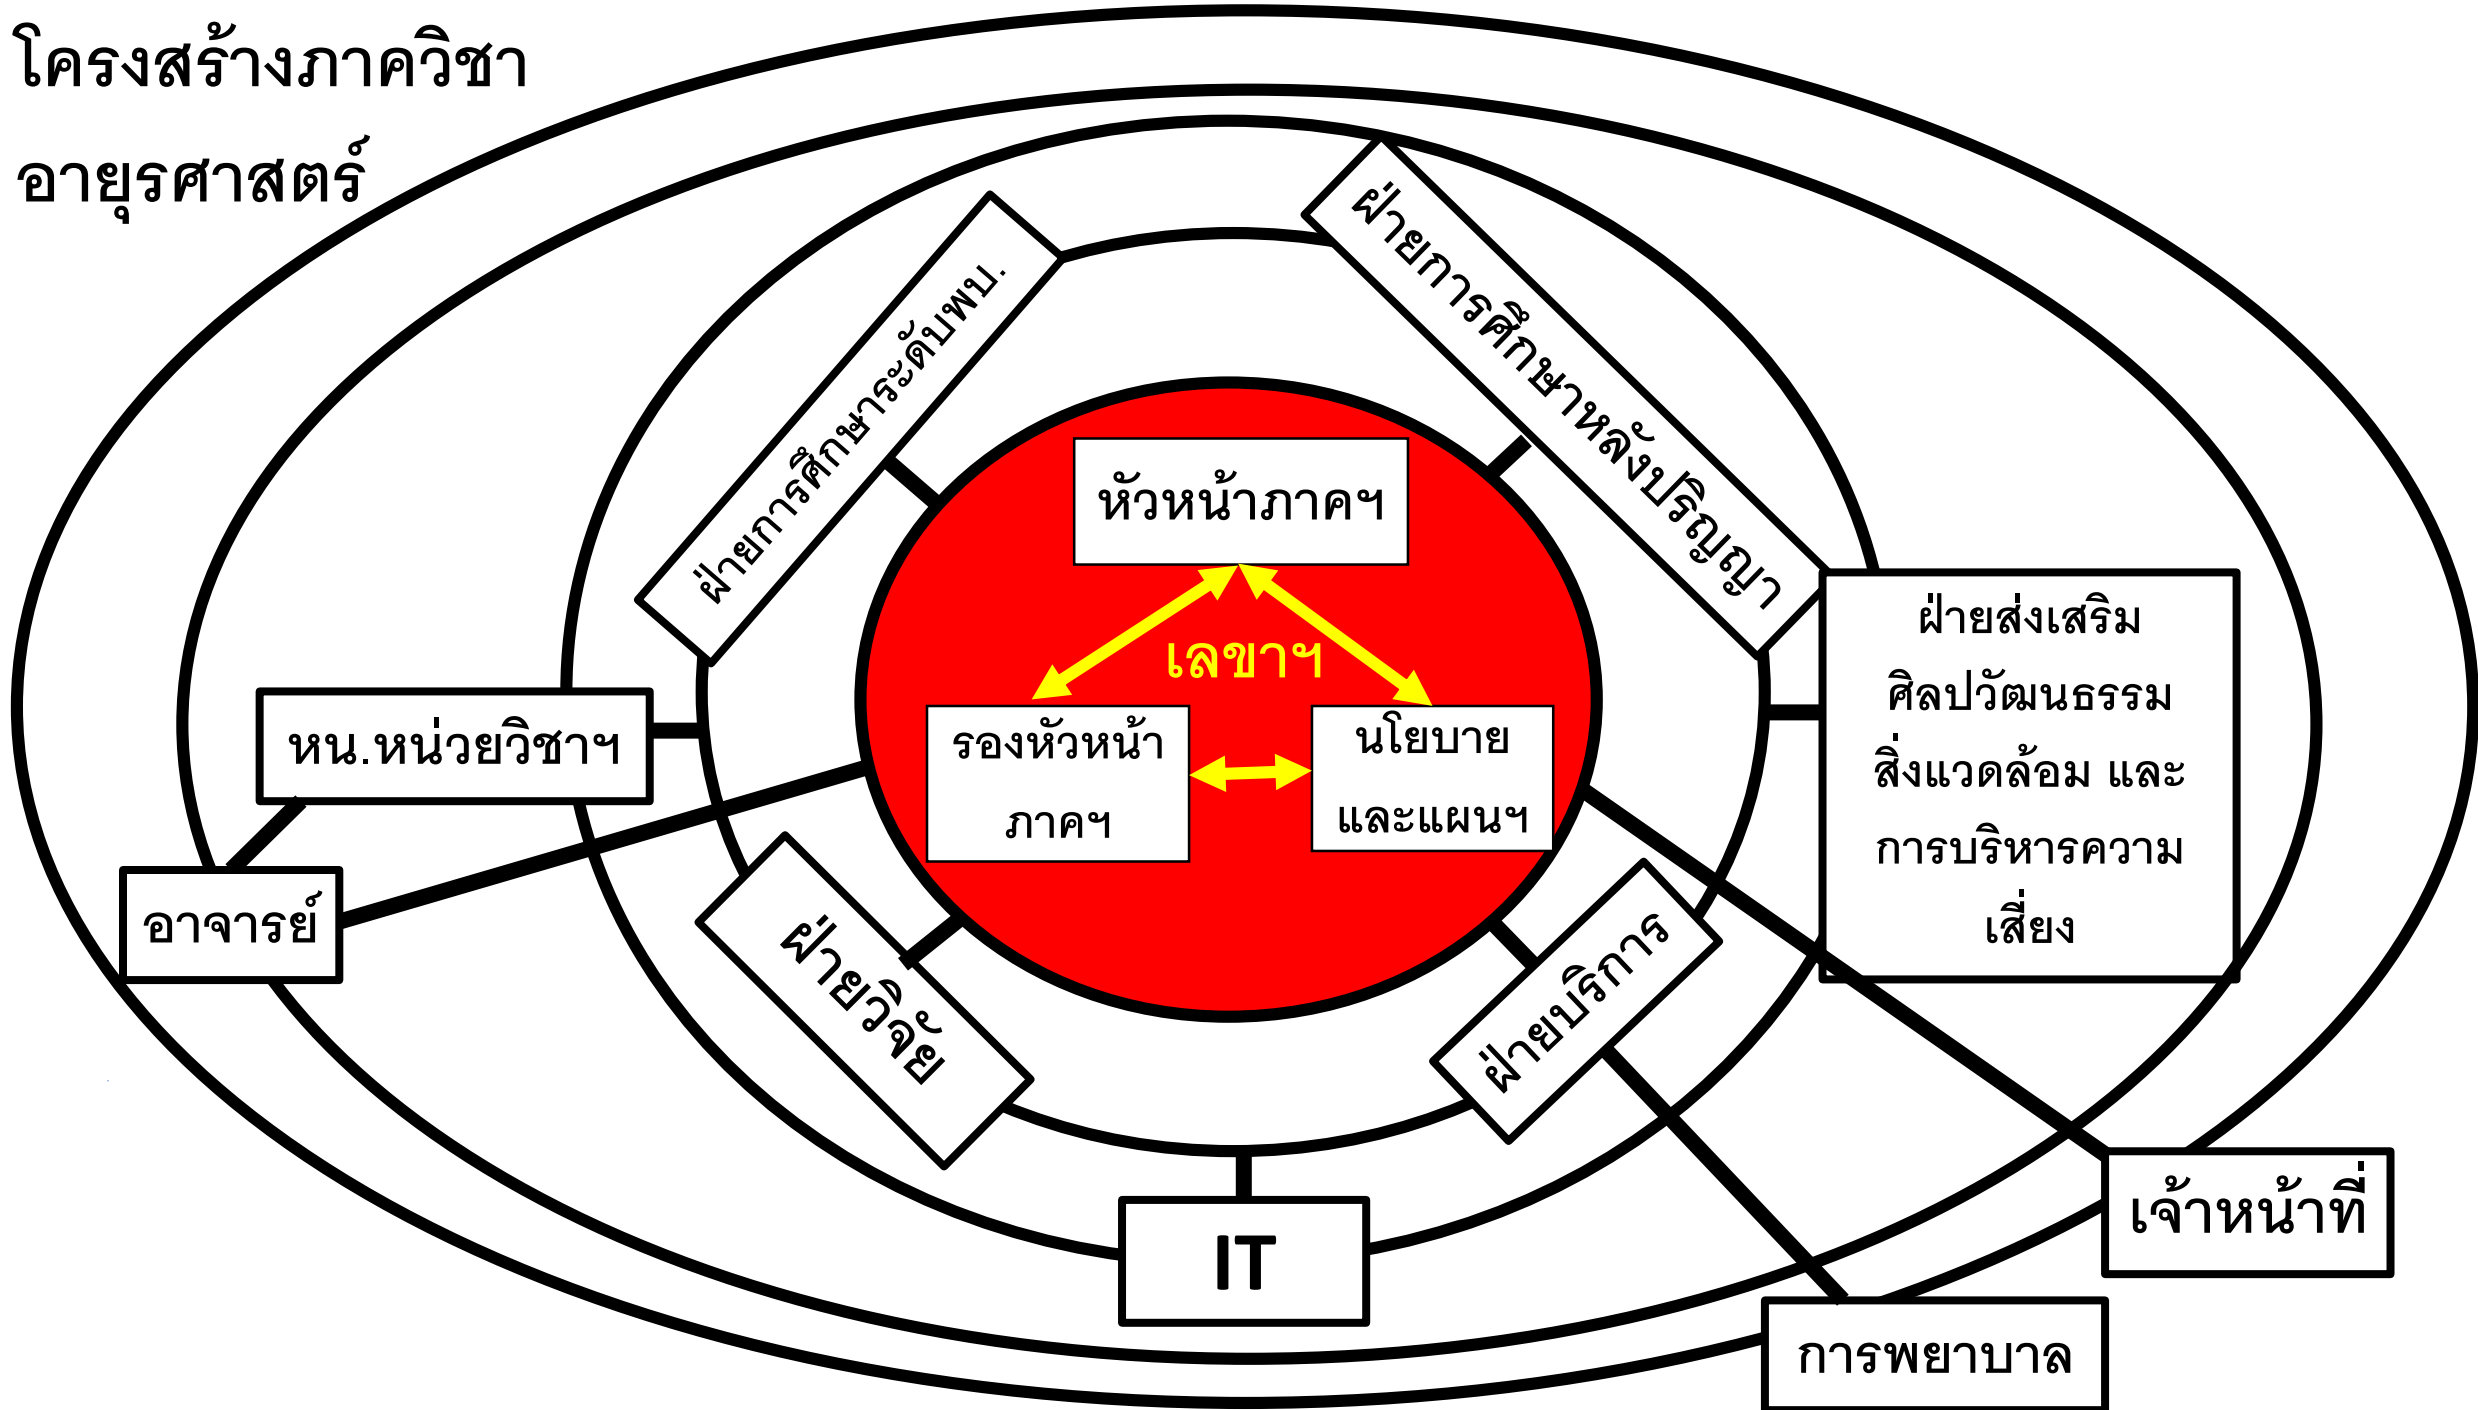 โครงสร้างภาควิชา
อายุรศาสตร์
ฝ่ายการศึกษาระดับพบ.
ฝ่ายการศึกษาหลังปริญญา
หัวหน้าภาคฯ
เลขาฯ
รองหัวหน้า
ภาคฯ
นโยบาย
และแผนฯ
หน.หน่วยวิชาฯ
อาจารย์
ฝ่ายส่งเสริม
ศิลปวัฒนธรรม
สิ่งแวดล้อม และ
การบริหารความ
เสี่ยง
ฝ่ายวิจัย
ฝ่ายบริการ
IT
เจ้าหน้าที่
การพยาบาล